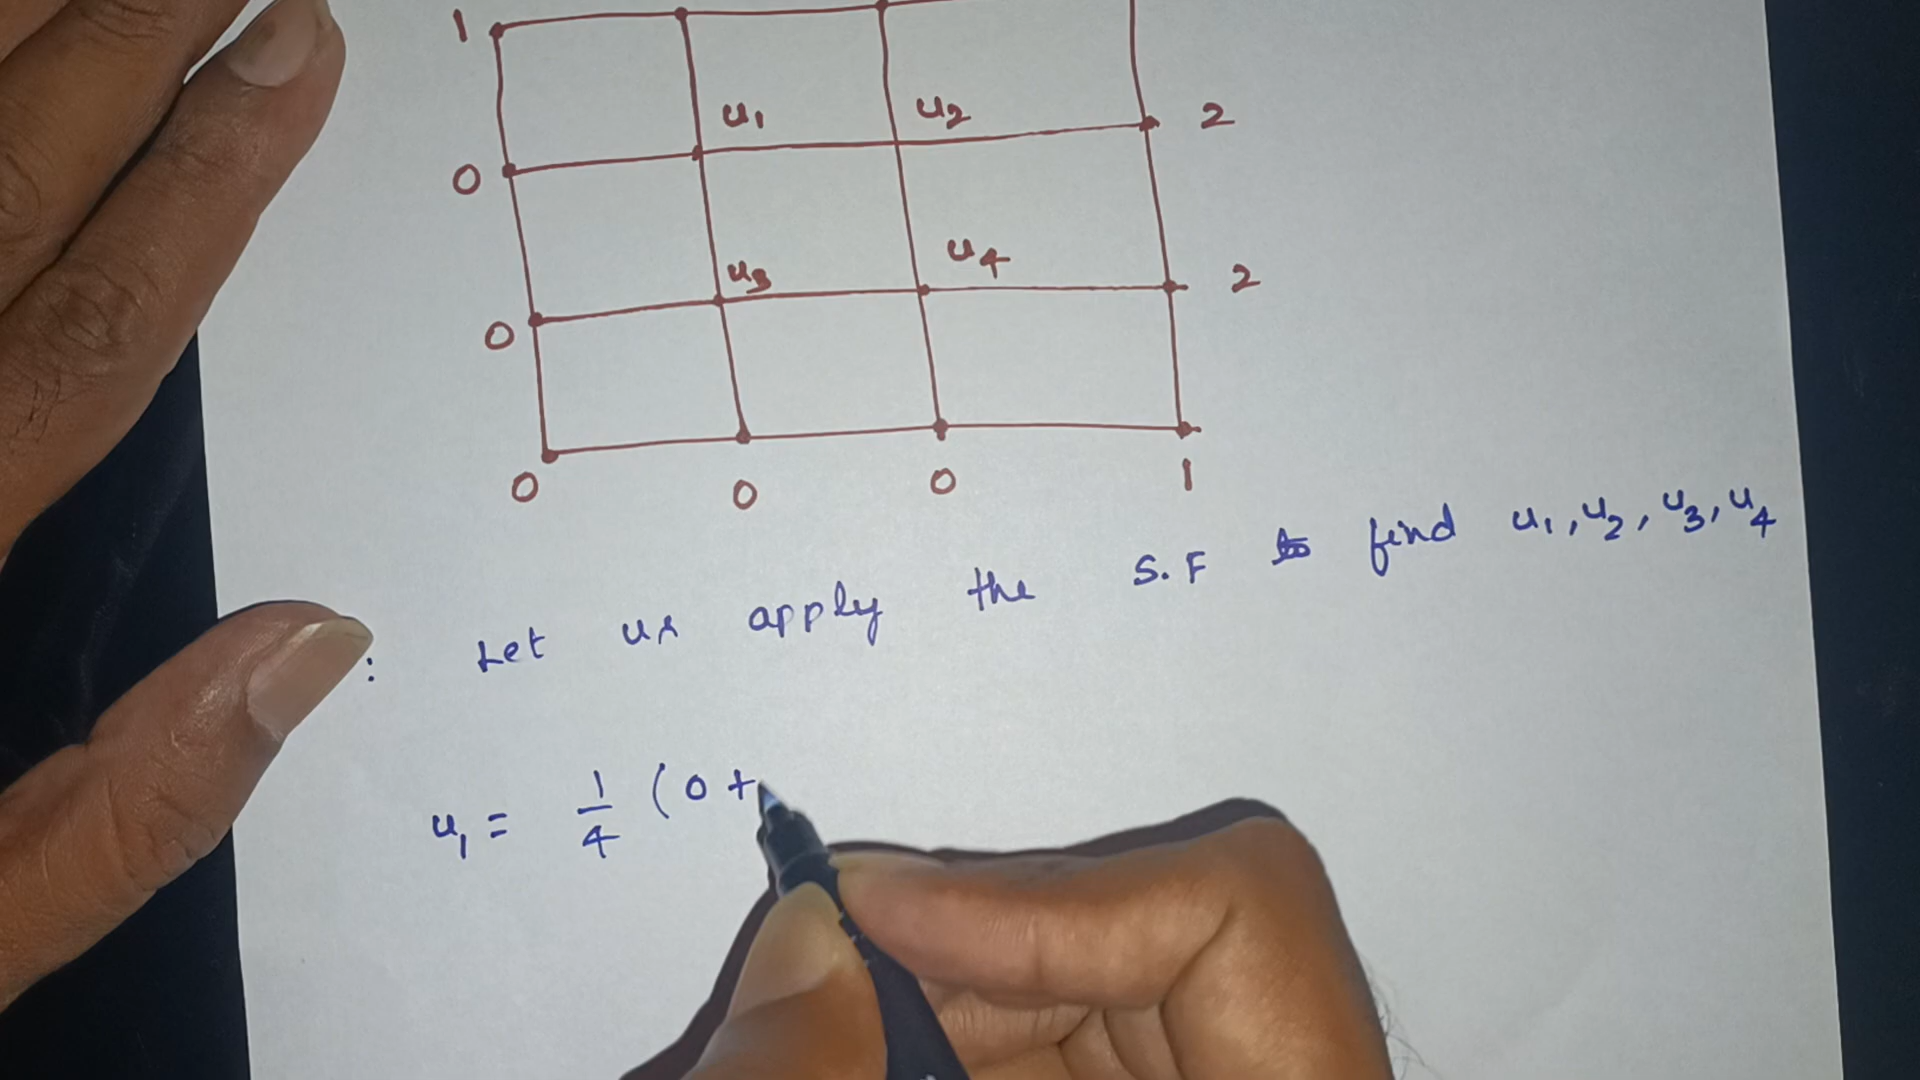 1
u₁ u₂ 2
0
u₃ u₄ 2
0
0 0 0 1
: Let us apply the S.F to find u₁, u₂, u₃, u₄
u₁ = 1/4 (0 +